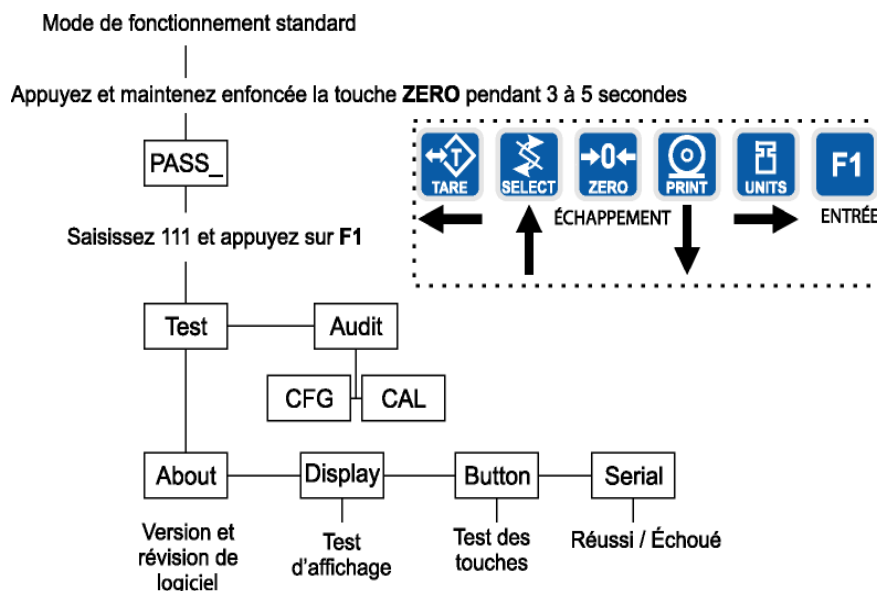 Mode de fonctionnement standard
Appuyez et maintenez enfoncée la touche ZERO pendant 3 à 5 secondes
PASS_
T
TARE
SELECT
→0←
ZERO
PRINT
UNITS
F1
ÉCHAPPEMENT
ENTRÉE
Saisissez 111 et appuyez sur F1
Test
Audit
CFG
CAL
About
Display
Button
Serial
Version et
révision de
logiciel
Test
d'affichage
Test des
touches
Réussi / Échoué